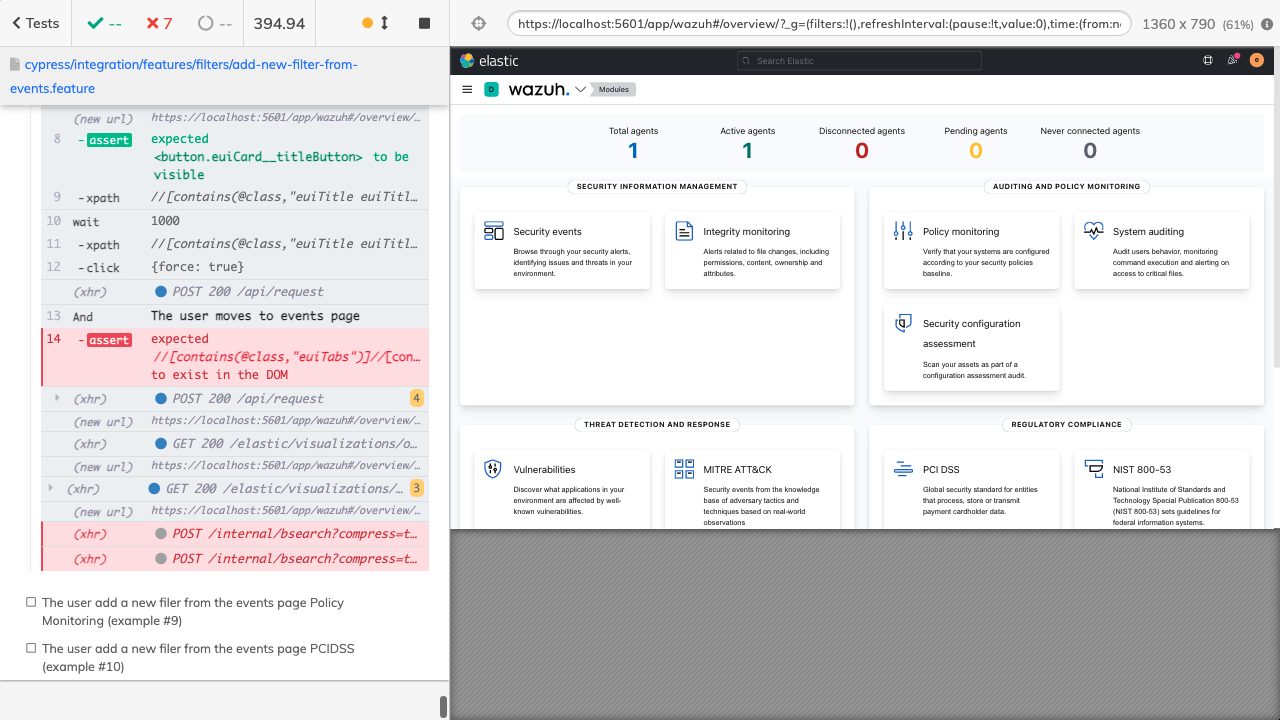 Tests
--
7
--
394.94
https://localhost:5601/app/wazuh#/overview/?_g=(filters:!(),refreshInterval:(pause:!t,value:0),time:(from:n
1360 x 790 (61%)
cypress/integration/features/filters/add-new-filter-from-
events.feature
(new url) https://localhost:5601/app/wazuh#/overview/…
8 -assert expected
<button.euiCard__titleButton> to be
visible
9 -xpath //[contains(@class,"euiTitle euiTitl…
10 wait 1000
11 -xpath //[contains(@class,"euiTitle euiTitl…
12 -click {force: true}
(xhr) POST 200 /api/request
13 And The user moves to events page
14 -assert expected
//[contains(@class,"euiTabs")]//[con…
to exist in the DOM
(xhr) POST 200 /api/request 4
(new url) https://localhost:5601/app/wazuh#/overview/…
(xhr) GET 200 /elastic/visualizations/o…
(new url) https://localhost:5601/app/wazuh#/overview/…
(xhr) GET 200 /elastic/visualizations/… 3
(new url) https://localhost:5601/app/wazuh#/overview/…
(xhr) POST /internal/bsearch?compress=t…
(xhr) POST /internal/bsearch?compress=t…
The user add a new filer from the events page Policy
Monitoring (example #9)
The user add a new filer from the events page PCIDSS
(example #10)
elastic
Search Elastic
e
D
wazuh.
Modules
Total agents
1
Active agents
1
Disconnected agents
0
Pending agents
0
Never connected agents
0
SECURITY INFORMATION MANAGEMENT
Security events
Browse through your security alerts,
identifying issues and threats in your
environment.
Integrity monitoring
Alerts related to file changes, including
permissions, content, ownership and
attributes.
AUDITING AND POLICY MONITORING
Policy monitoring
Verify that your systems are configured
according to your security policies
baseline.
System auditing
Audit users behavior, monitoring
command execution and alerting on
access to critical files.
Security configuration
assessment
Scan your assets as part of a
configuration assessment audit.
THREAT DETECTION AND RESPONSE
Vulnerabilities
Discover what applications in your
environment are affected by well-
known vulnerabilities.
MITRE ATT&CK
Security events from the knowledge
base of adversary tactics and
techniques based on real-world
observations
REGULATORY COMPLIANCE
PCI DSS
Global security standard for entities
that process, store or transmit
payment cardholder data.
NIST 800-53
National Institute of Standards and
Technology Special Publication 800-53
(NIST 800-53) sets guidelines for
federal information systems.